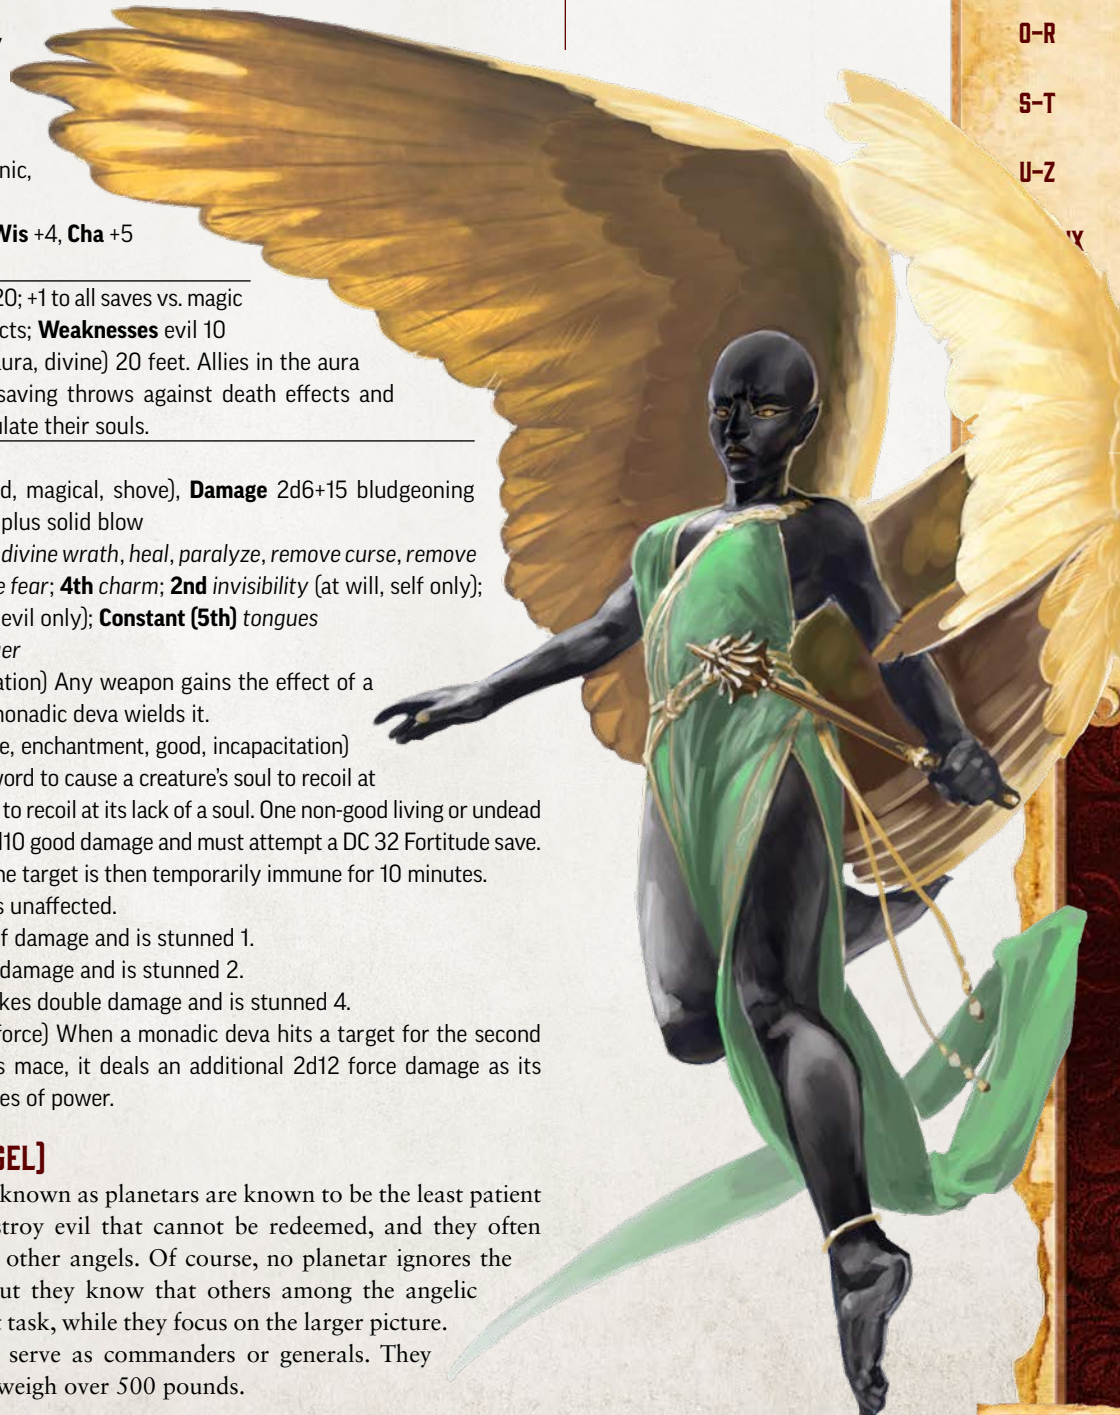 nic,
Wis +4, Cha +5
20; +1 to all saves vs. magic
cts; Weaknesses evil 10
aura, divine) 20 feet. Allies in the aura
saving throws against death effects and
ulate their souls.
d, magical, shove), Damage 2d6+15 bludgeoning
plus solid blow
divine wrath, heal, paralyze, remove curse, remove
e fear; 4th charm; 2nd invisibility (at will, self only);
evil only); Constant (5th) tongues
er
ation) Any weapon gains the effect of a
monadic deva wields it.
e, enchantment, good, incapacitation)
word to cause a creature's soul to recoil at
to recoil at its lack of a soul. One non-good living or undead
d10 good damage and must attempt a DC 32 Fortitude save.
he target is then temporarily immune for 10 minutes.
s unaffected.
f damage and is stunned 1.
damage and is stunned 2.
kes double damage and is stunned 4.
force) When a monadic deva hits a target for the second
s mace, it deals an additional 2d12 force damage as its
es of power.
GEL)
known as planetars are known to be the least patient
stroy evil that cannot be redeemed, and they often
other angels. Of course, no planetar ignores the
ut they know that others among the angelic
t task, while they focus on the larger picture.
serve as commanders or generals. They
weigh over 500 pounds.
O–R
S–T
U–Z
IX